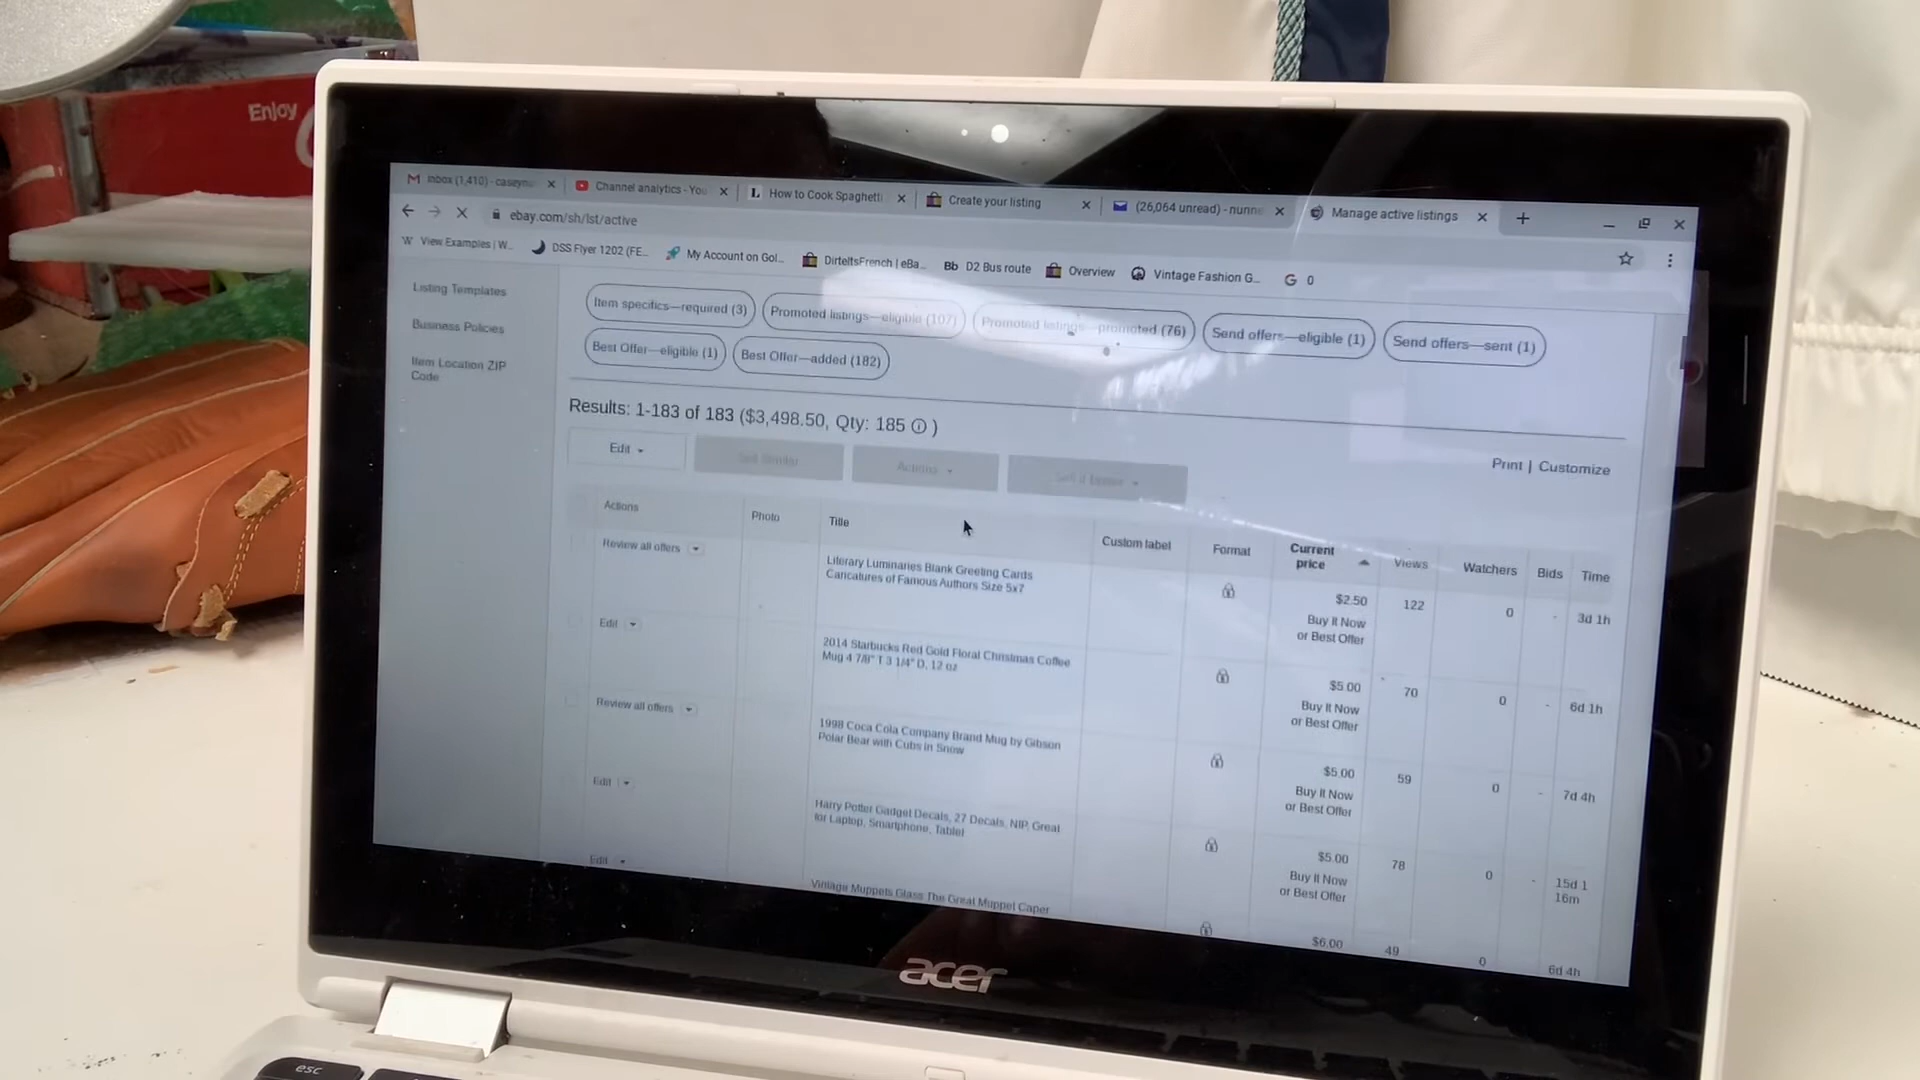 Enjoy
Inbox (1,410) - caseynu
Channel analytics - You
L How to Cook Spaghetti
Create your listing
(26,064 unread) - nunne
Manage active listings
ebay.com/sh/lst/active
W View Examples | W...
DSS Flyer 1202 (FE...
My Account on Gol...
DirteItsFrench | eBa...
Bb D2 Bus route
Overview
Vintage Fashion G...
G 0
Listing Templates
Business Policies
Item Location ZIP
Code
Item specifics—required (3)
Promoted listings—eligible (107)
Promoted listings—promoted (76)
Send offers—eligible (1)
Send offers—sent (1)
Best Offer—eligible (1)
Best Offer—added (182)
Results: 1-183 of 183 ($3,498.50, Qty: 185 )
Edit
Sell Similar
Actions
Print | Customize
Actions
Photo
Title
Custom label
Format
Current
price
Views
Watchers
Bids
Time
Review all offers
Literary Luminaries Blank Greeting Cards
Caricatures of Famous Authors Size 5x7
$2.50
Buy It Now
or Best Offer
122
0
-
3d 1h
Edit
2014 Starbucks Red Gold Floral Christmas Coffee
Mug 4 7/8" T 3 1/4" D, 12 oz
$5.00
Buy It Now
or Best Offer
70
0
-
6d 1h
Review all offers
1998 Coca Cola Company Brand Mug by Gibson
Polar Bear with Cubs in Snow
$5.00
Buy It Now
or Best Offer
59
0
-
7d 4h
Edit
Harry Potter Gadget Decals, 27 Decals, NIP, Great
for Laptop, Smartphone, Tablet
$5.00
Buy It Now
or Best Offer
78
0
-
15d 1
16m
Edit
Vintage Muppets Glass The Great Muppet Caper
$6.00
49
0
6d 4h
acer
esc